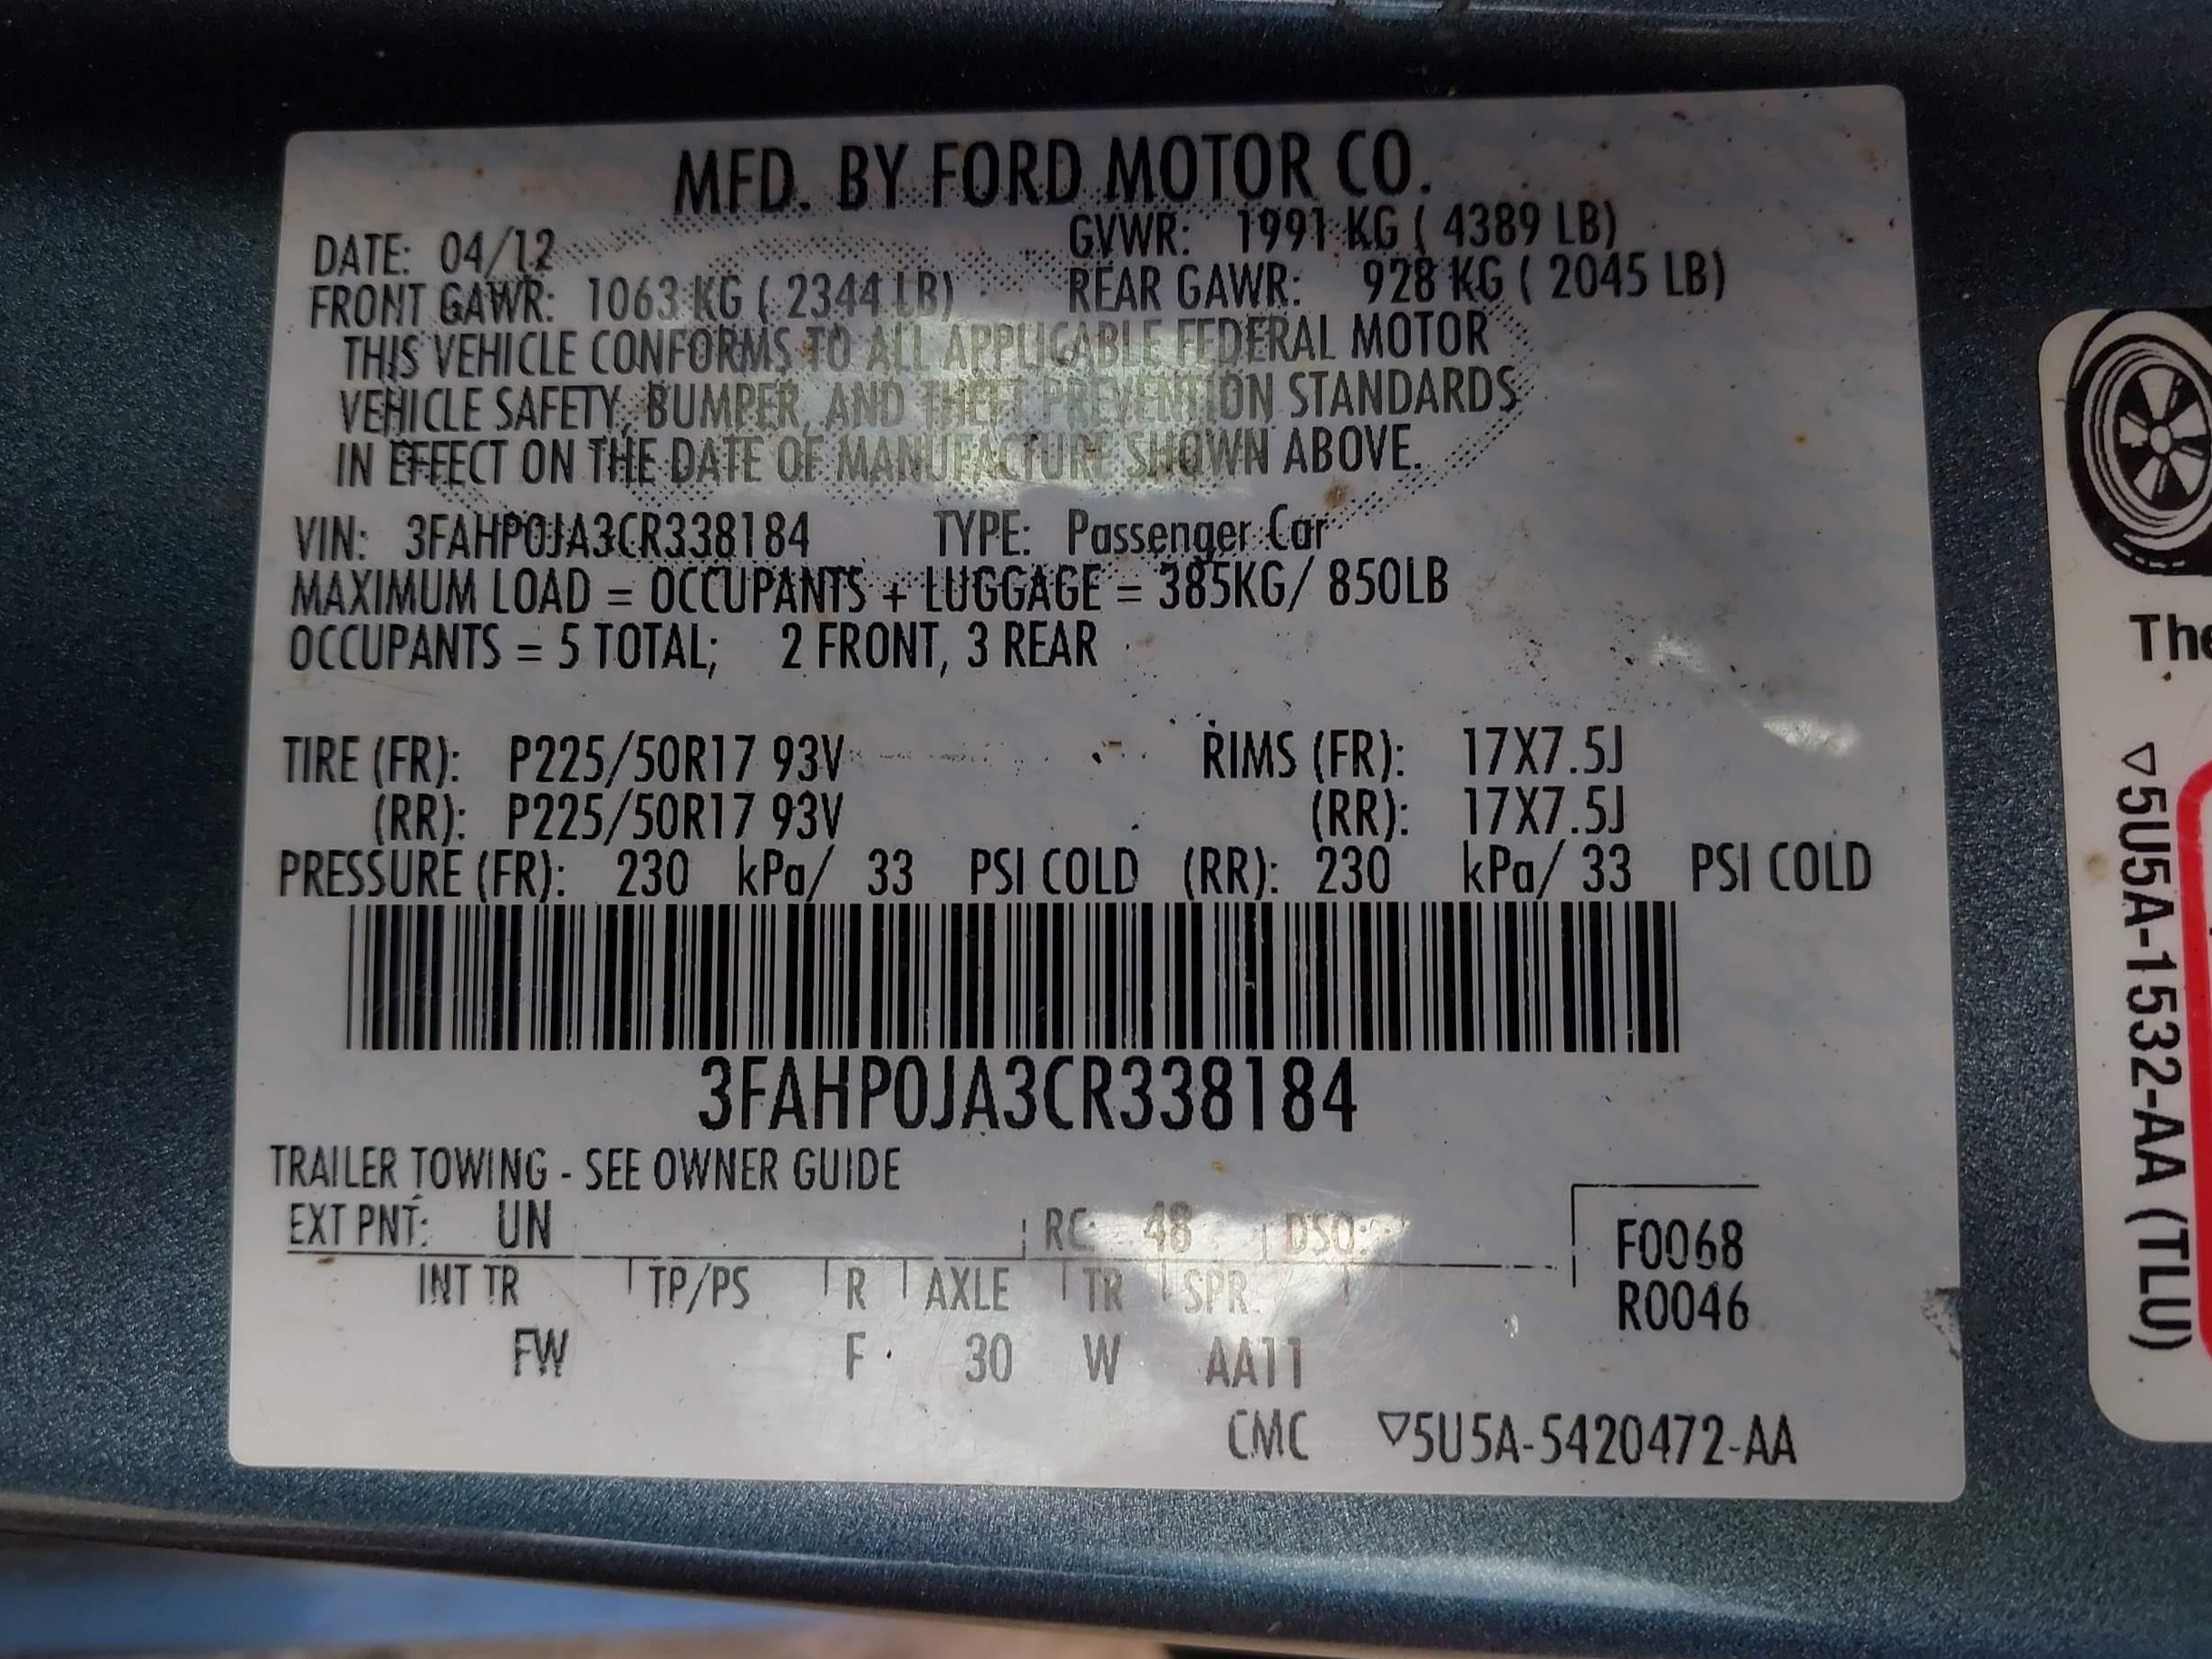 MFD. BY FORD MOTOR CO.
DATE: 04/12 GVWR: 1991 KG ( 4389 LB)
FRONT GAWR: 1063 KG ( 2344 LB) REAR GAWR: 928 KG ( 2045 LB)
THIS VEHICLE CONFORMS TO ALL APPLICABLE FEDERAL MOTOR
VEHICLE SAFETY, BUMPER, AND THEFT PREVENTION STANDARDS
IN EFFECT ON THE DATE OF MANUFACTURE SHOWN ABOVE.
VIN: 3FAHP0JA3CR338184 TYPE: Passenger Car
MAXIMUM LOAD = OCCUPANTS + LUGGAGE = 385KG/ 850LB
OCCUPANTS = 5 TOTAL; 2 FRONT, 3 REAR
TIRE (FR): P225/50R17 93V RIMS (FR): 17X7.5J
(RR): P225/50R17 93V (RR): 17X7.5J
PRESSURE (FR): 230 kPa/ 33 PSI COLD (RR): 230 kPa/ 33 PSI COLD
3FAHP0JA3CR338184
TRAILER TOWING - SEE OWNER GUIDE
EXT PNT: UN RC: 48 DSO: F0068
INT TR TP/PS R AXLE TR SPR R0046
FW F 30 W AA11
CMC ▽5U5A-5420472-AA
▽5U5A-1532-AA (TLU)